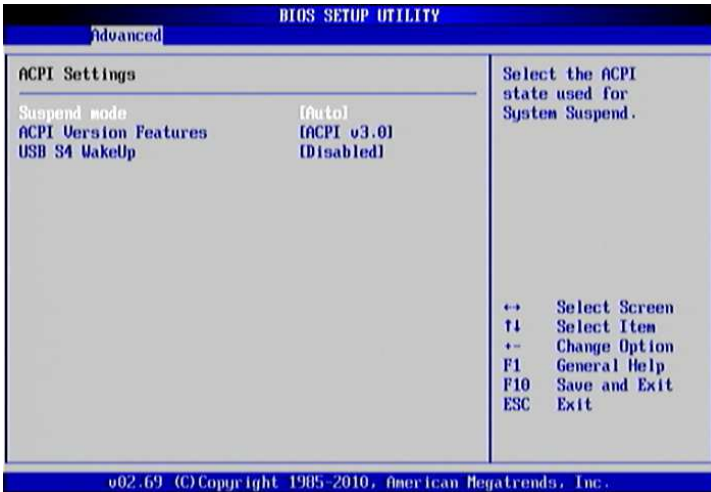 BIOS SETUP UTILITY
Advanced
ACPI Settings
Suspend mode [Auto]
ACPI Version Features [ACPI v3.0]
USB S4 WakeUp [Disabled]
Select the ACPI
state used for
System Suspend.
↔ Select Screen
↑↓ Select Item
+- Change Option
F1 General Help
F10 Save and Exit
ESC Exit
v02.69 (C)Copyright 1985-2010, American Megatrends, Inc.